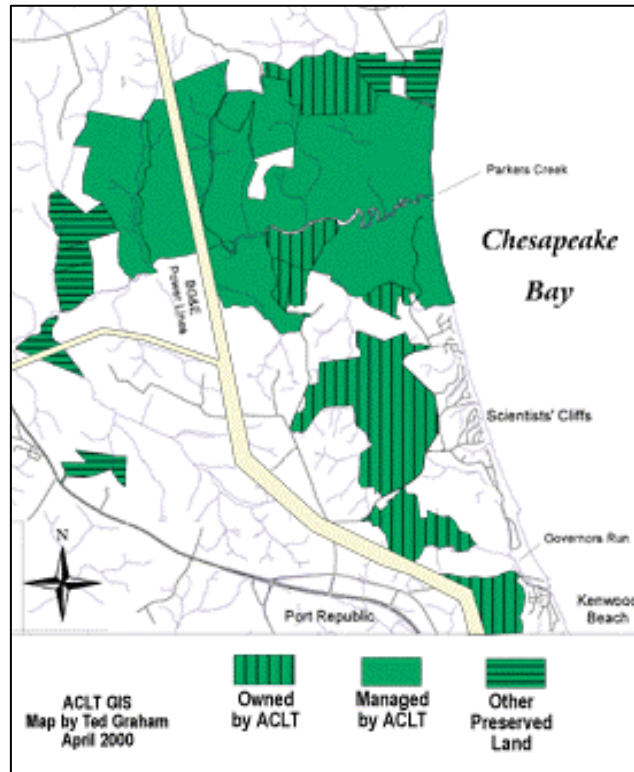 Parkers Creek
Chesapeake
Bay
BG&E
Power Lines
Scientists' Cliffs
Governors Run
N
Kenwood
Beach
Port Republic
ACLT GIS
Map by Ted Graham
April 2000
Owned
by ACLT
Managed
by ACLT
Other
Preserved
Land